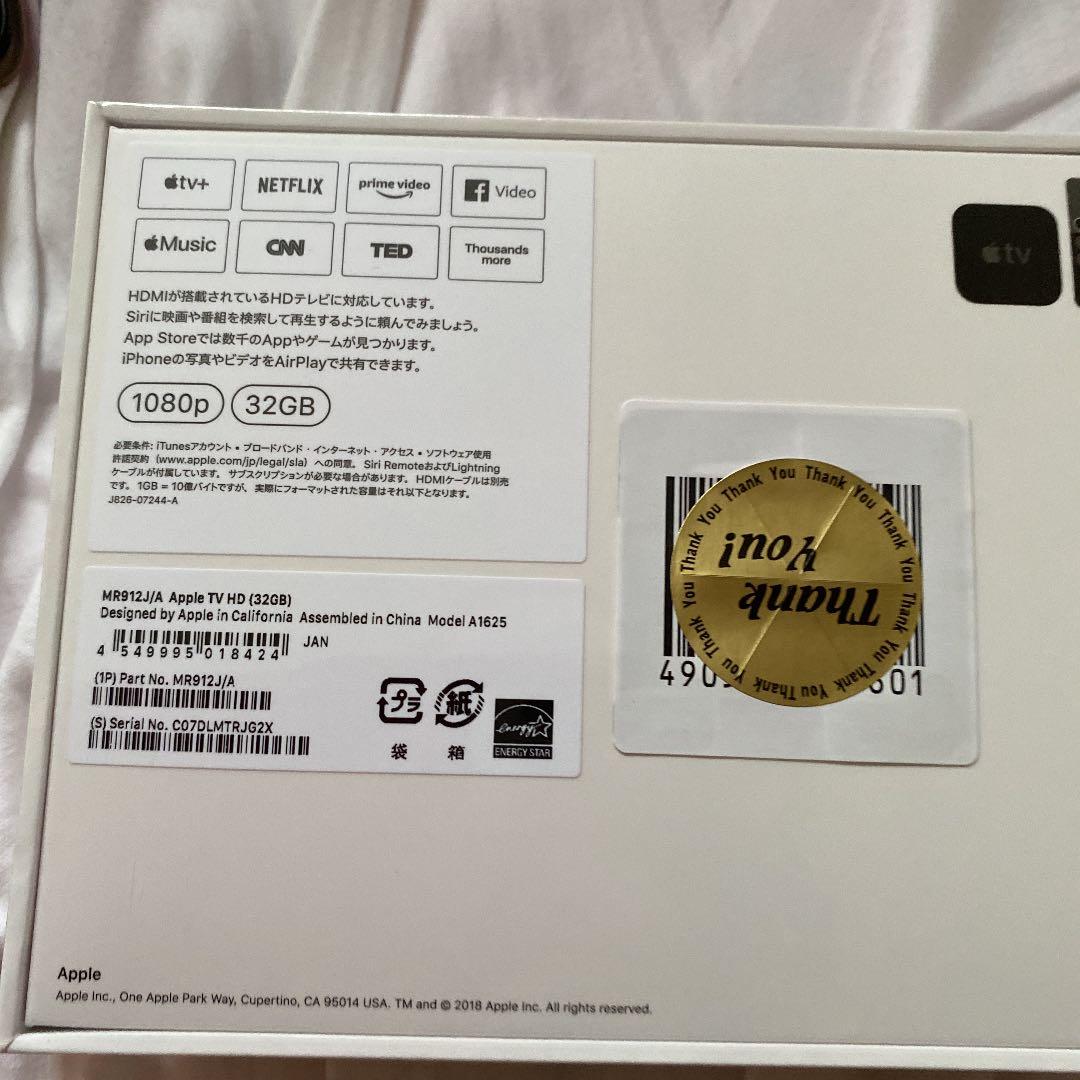 tv+
NETFLIX
prime video
f Video
Music
CNN
TED
Thousands more
HDMIが搭載されているHDテレビに対応しています。
Siriに映画や番組を検索して再生するように頼んでみましょう。
App Storeでは数千のAppやゲームが見つかります。
iPhoneの写真やビデオをAirPlayで共有できます。
1080p
32GB
必要条件: iTunesアカウント・ブロードバンド・インターネット・アクセス・ソフトウェア使用
許諾契約（www.apple.com/jp/legal/sla）への同意。 Siri RemoteおよびLightning
ケーブルが付属しています。 サブスクリプションが必要な場合があります。 HDMIケーブルは別売
です。 1GB = 10億バイトですが、実際にフォーマットされた容量はそれ以下となります。
J826-07244-A
MR912J/A Apple TV HD (32GB)
Designed by Apple in California Assembled in China Model A1625
4 549995 018424
JAN
(1P) Part No. MR912J/A
(S) Serial No. C07DLMTRJG2X
プラ
袋
紙
箱
energy
ENERGY STAR
tv
Thank You Thank You Thank You Thank You Thank You Thank You Thank You
Thank
You!
490
601
Apple
Apple Inc., One Apple Park Way, Cupertino, CA 95014 USA. TM and © 2018 Apple Inc. All rights reserved.